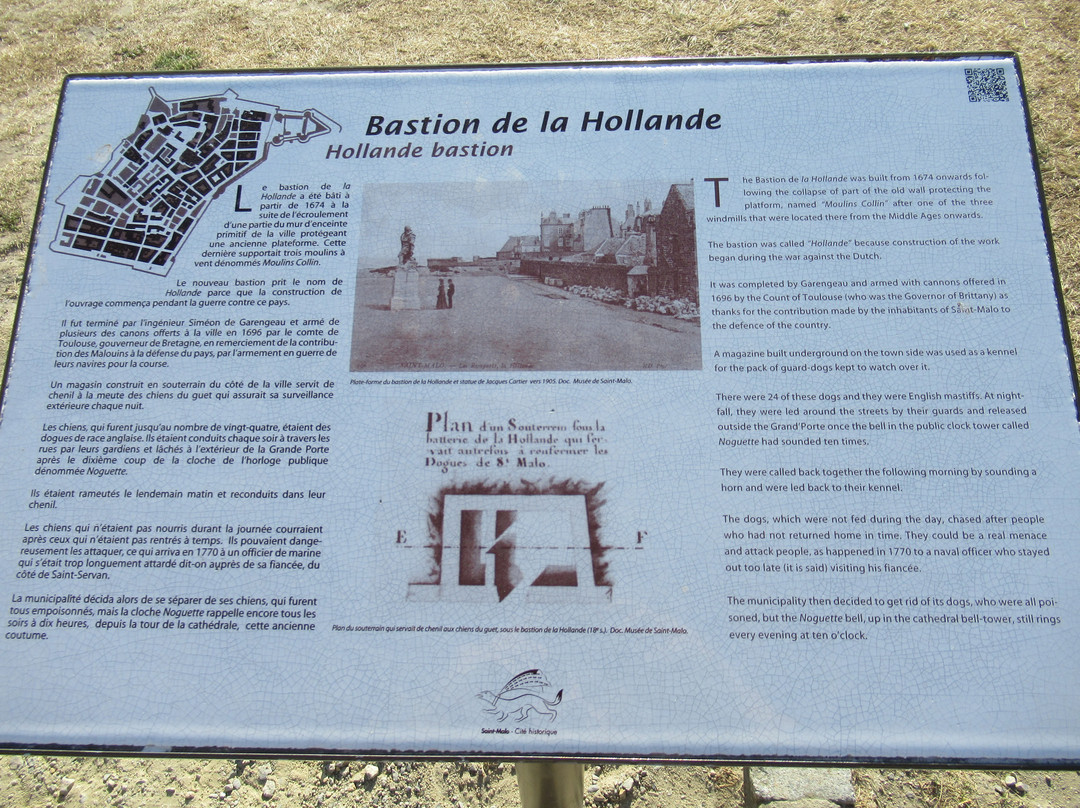 Bastion de la Hollande
Hollande bastion
Le bastion de la
Hollande a été bâti à
partir de 1674 à la
suite de l'écroulement
d'une partie du mur d'enceinte
primitif de la ville protégeant
une ancienne plateforme. Cette
dernière supportait trois moulins à
vent dénommés Moulins Collin.
Le nouveau bastion prit le nom de
Hollande parce que la construction de
l'ouvrage commença pendant la guerre contre ce pays.
Il fut terminé par l'ingénieur Siméon de Garengeau et armé de
plusieurs des canons offerts à la ville en 1696 par le comte de
Toulouse, gouverneur de Bretagne, en remerciement de la contribu-
tion des Malouins à la défense du pays, par l'armement en guerre de
leurs navires pour la course.
Un magasin construit en souterrain du côté de la ville servit de
chenil à la meute des chiens du guet qui assurait sa surveillance
extérieure chaque nuit.
Les chiens, qui furent jusqu'au nombre de vingt-quatre, étaient des
dogues de race anglaise. Ils étaient conduits chaque soir à travers les
rues par leurs gardiens et lâchés à l'extérieur de la Grande Porte
après le dixième coup de la cloche de l'horloge publique
dénommée Noguette.
Ils étaient rameutés le lendemain matin et reconduits dans leur
chenil.
Les chiens qui n'étaient pas nourris durant la journée courraient
après ceux qui n'étaient pas rentrés à temps. Ils pouvaient dange-
reusement les attaquer, ce qui arriva en 1770 à un officier de marine
qui s'était trop longuement attardé dit-on auprès de sa fiancée, du
côté de Saint-Servan.
La municipalité décida alors de se séparer de ses chiens, qui furent
tous empoisonnés, mais la cloche Noguette rappelle encore tous les
soirs à dix heures, depuis la tour de la cathédrale, cette ancienne
coutume.
Plate-forme du bastion de la Hollande et statue de Jacques Cartier vers 1905. Doc. Musée de Saint-Malo.
Plan d'un Souterrein sous la
batterie de la Hollande qui ser-
vait autrefois à renfermer les
Dogues de St Malo.
E F
Plan du souterrain qui servait de chenil aux chiens du guet, sous le bastion de la Hollande (18e s.). Doc. Musée de Saint-Malo.
Saint-Malo - Cité historique
The Bastion de la Hollande was built from 1674 onwards fol-
lowing the collapse of part of the old wall protecting the
platform, named "Moulins Collin" after one of the three
windmills that were located there from the Middle Ages onwards.
The bastion was called "Hollande" because construction of the work
began during the war against the Dutch.
It was completed by Garengeau and armed with cannons offered in
1696 by the Count of Toulouse (who was the Governor of Brittany) as
thanks for the contribution made by the inhabitants of Saint-Malo to
the defence of the country.
A magazine built underground on the town side was used as a kennel
for the pack of guard-dogs kept to watch over it.
There were 24 of these dogs and they were English mastiffs. At night-
fall, they were led around the streets by their guards and released
outside the Grand'Porte once the bell in the public clock tower called
Noguette had sounded ten times.
They were called back together the following morning by sounding a
horn and were led back to their kennel.
The dogs, which were not fed during the day, chased after people
who had not returned home in time. They could be a real menace
and attack people, as happened in 1770 to a naval officer who stayed
out too late (it is said) visiting his fiancée.
The municipality then decided to get rid of its dogs, who were all poi-
soned, but the Noguette bell, up in the cathedral bell-tower, still rings
every evening at ten o'clock.